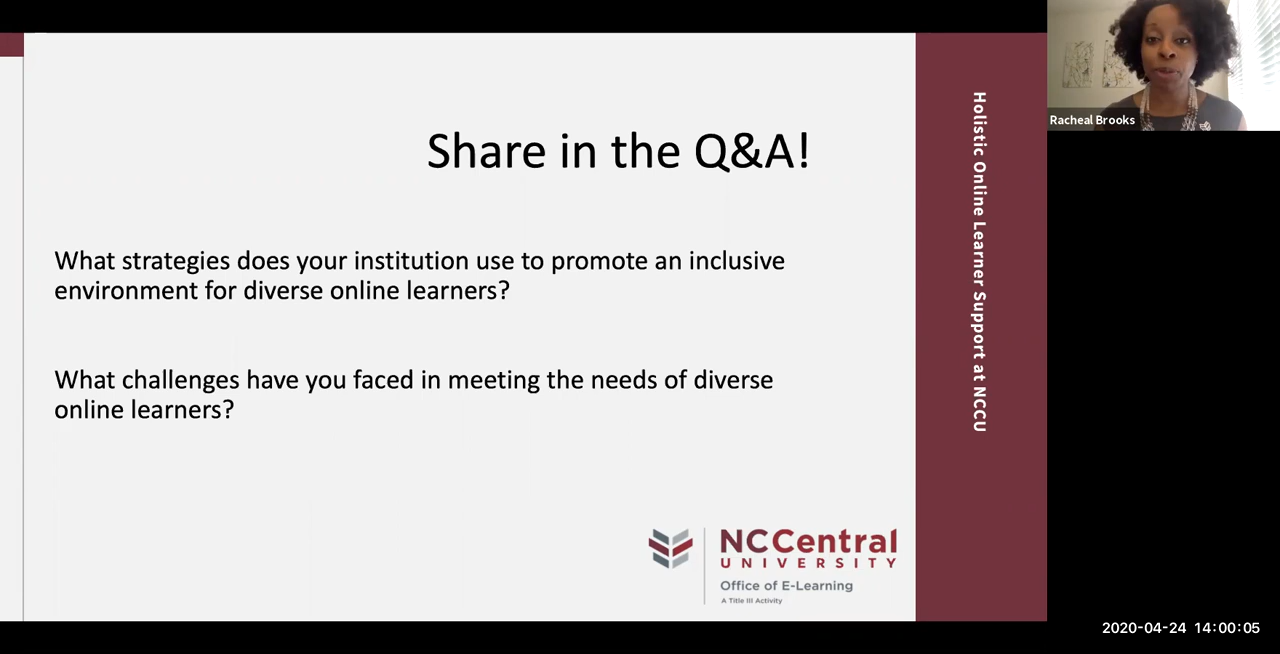 Share in the Q&A!
What strategies does your institution use to promote an inclusive
environment for diverse online learners?
What challenges have you faced in meeting the needs of diverse
online learners?
NCCentral
UNIVERSITY
Office of E-Learning
A Title III Activity
Holistic Online Learner Support at NCCU
Racheal Brooks
2020-04-24 14:00:05